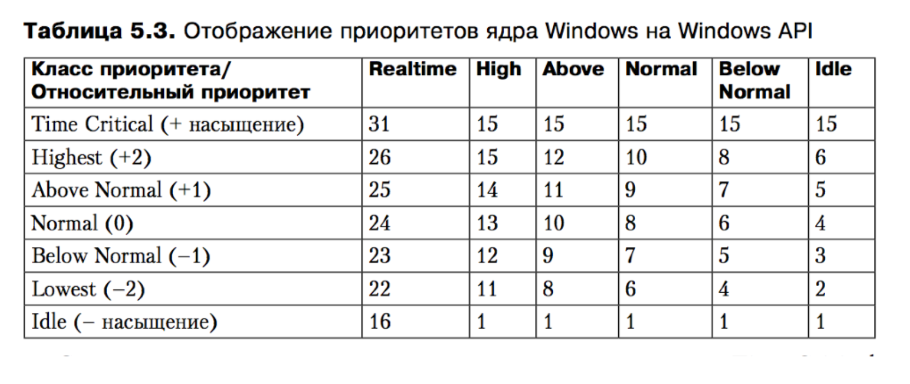 Таблица 5.3. Отображение приоритетов ядра Windows на Windows API
Класс приоритета/ Realtime High Above Normal Below Idle
Относительный приоритет Normal
Time Critical (+ насыщение) 31 15 15 15 15 15
Highest (+2) 26 15 12 10 8 6
Above Normal (+1) 25 14 11 9 7 5
Normal (0) 24 13 10 8 6 4
Below Normal (−1) 23 12 9 7 5 3
Lowest (−2) 22 11 8 6 4 2
Idle (− насыщение) 16 1 1 1 1 1